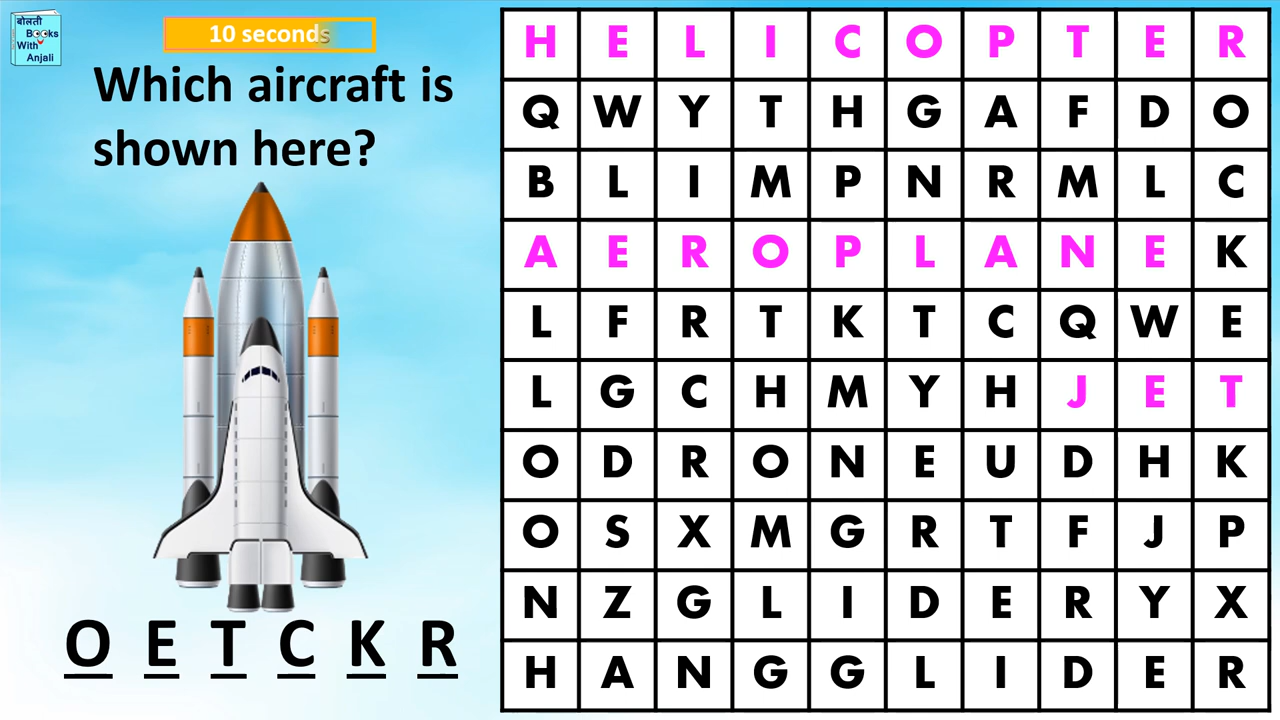 बोलती
Books
With
Anjali
10 seconds
Which aircraft is
shown here?
O E T C K R
H E L I C O P T E R
Q W Y T H G A F D O
B L I M P N R M L C
A E R O P L A N E K
L F R T K T C Q W E
L G C H M Y H J E T
O D R O N E U D H K
O S X M G R T F J P
N Z G L I D E R Y X
H A N G G L I D E R